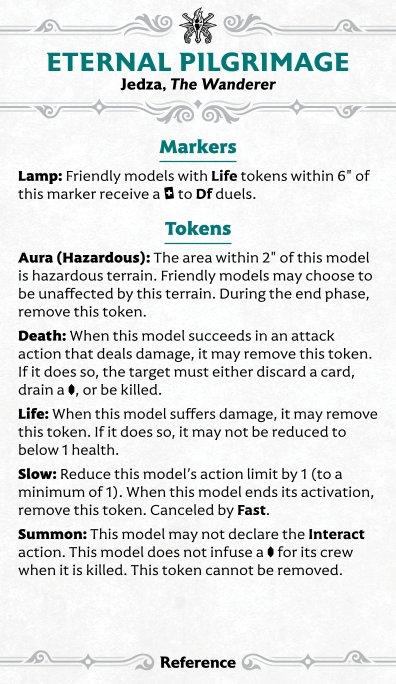 ETERNAL PILGRIMAGE
Jedza, The Wanderer
Markers
Lamp: Friendly models with Life tokens within 6" of
this marker receive a to Df duels.
Tokens
Aura (Hazardous): The area within 2" of this model
is hazardous terrain. Friendly models may choose to
be unaffected by this terrain. During the end phase,
remove this token.
Death: When this model succeeds in an attack
action that deals damage, it may remove this token.
If it does so, the target must either discard a card,
drain a , or be killed.
Life: When this model suffers damage, it may remove
this token. If it does so, it may not be reduced to
below 1 health.
Slow: Reduce this model's action limit by 1 (to a
minimum of 1). When this model ends its activation,
remove this token. Canceled by Fast.
Summon: This model may not declare the Interact
action. This model does not infuse a for its crew
when it is killed. This token cannot be removed.
Reference